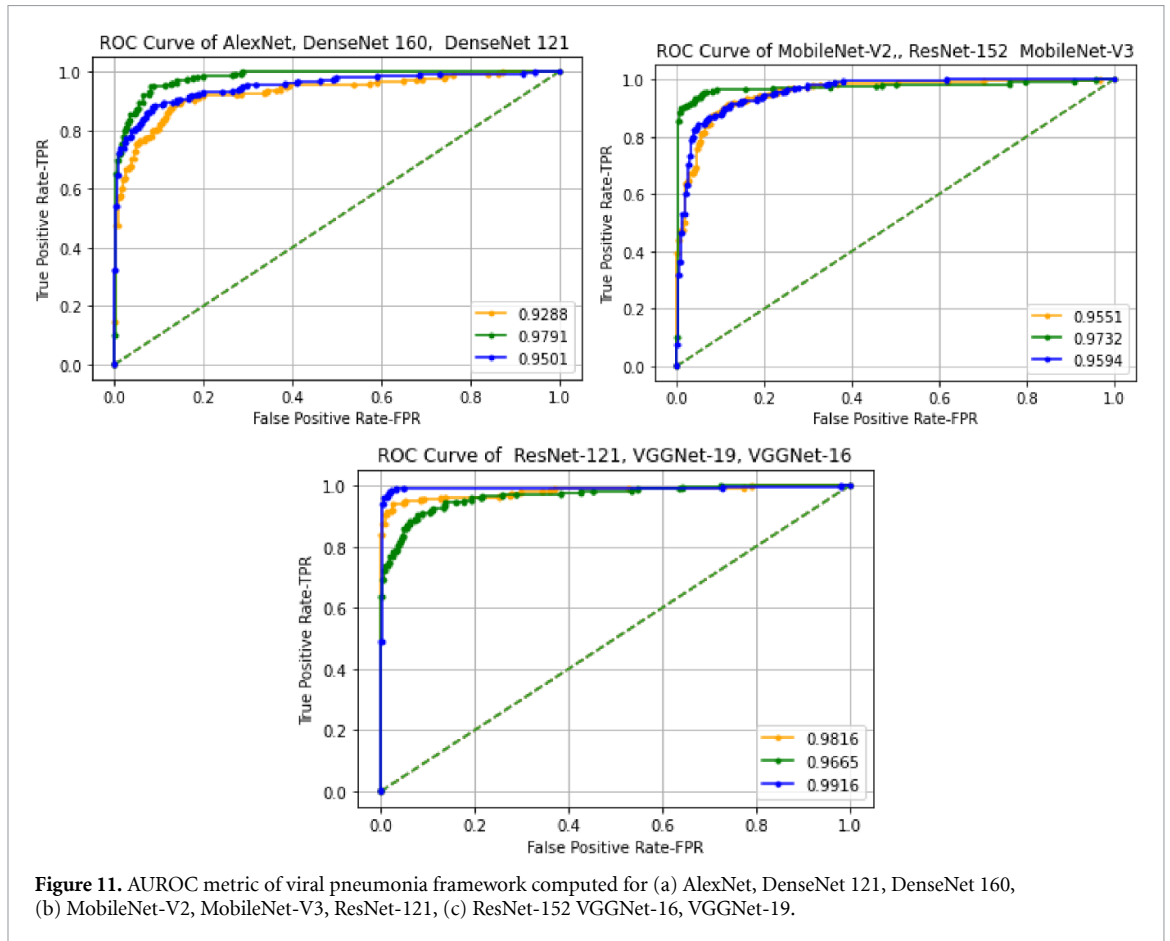 ROC Curve of AlexNet, DenseNet 160, DenseNet 121
1.0
0.8
0.6
0.4
0.2
0.0
True Positive Rate-TPR
0.9288
0.9791
0.9501
0.0 0.2 0.4 0.6 0.8 1.0
False Positive Rate-FPR
ROC Curve of MobileNet-V2,, ResNet-152 MobileNet-V3
1.0
0.8
0.6
0.4
0.2
0.0
True Positive Rate-TPR
0.9551
0.9732
0.9594
0.0 0.2 0.4 0.6 0.8 1.0
False Positive Rate-FPR
ROC Curve of ResNet-121, VGGNet-19, VGGNet-16
1.0
0.8
0.6
0.4
0.2
0.0
True Positive Rate-TPR
0.9816
0.9665
0.9916
0.0 0.2 0.4 0.6 0.8 1.0
False Positive Rate-FPR
Figure 11. AUROC metric of viral pneumonia framework computed for (a) AlexNet, DenseNet 121, DenseNet 160,
(b) MobileNet-V2, MobileNet-V3, ResNet-121, (c) ResNet-152 VGGNet-16, VGGNet-19.